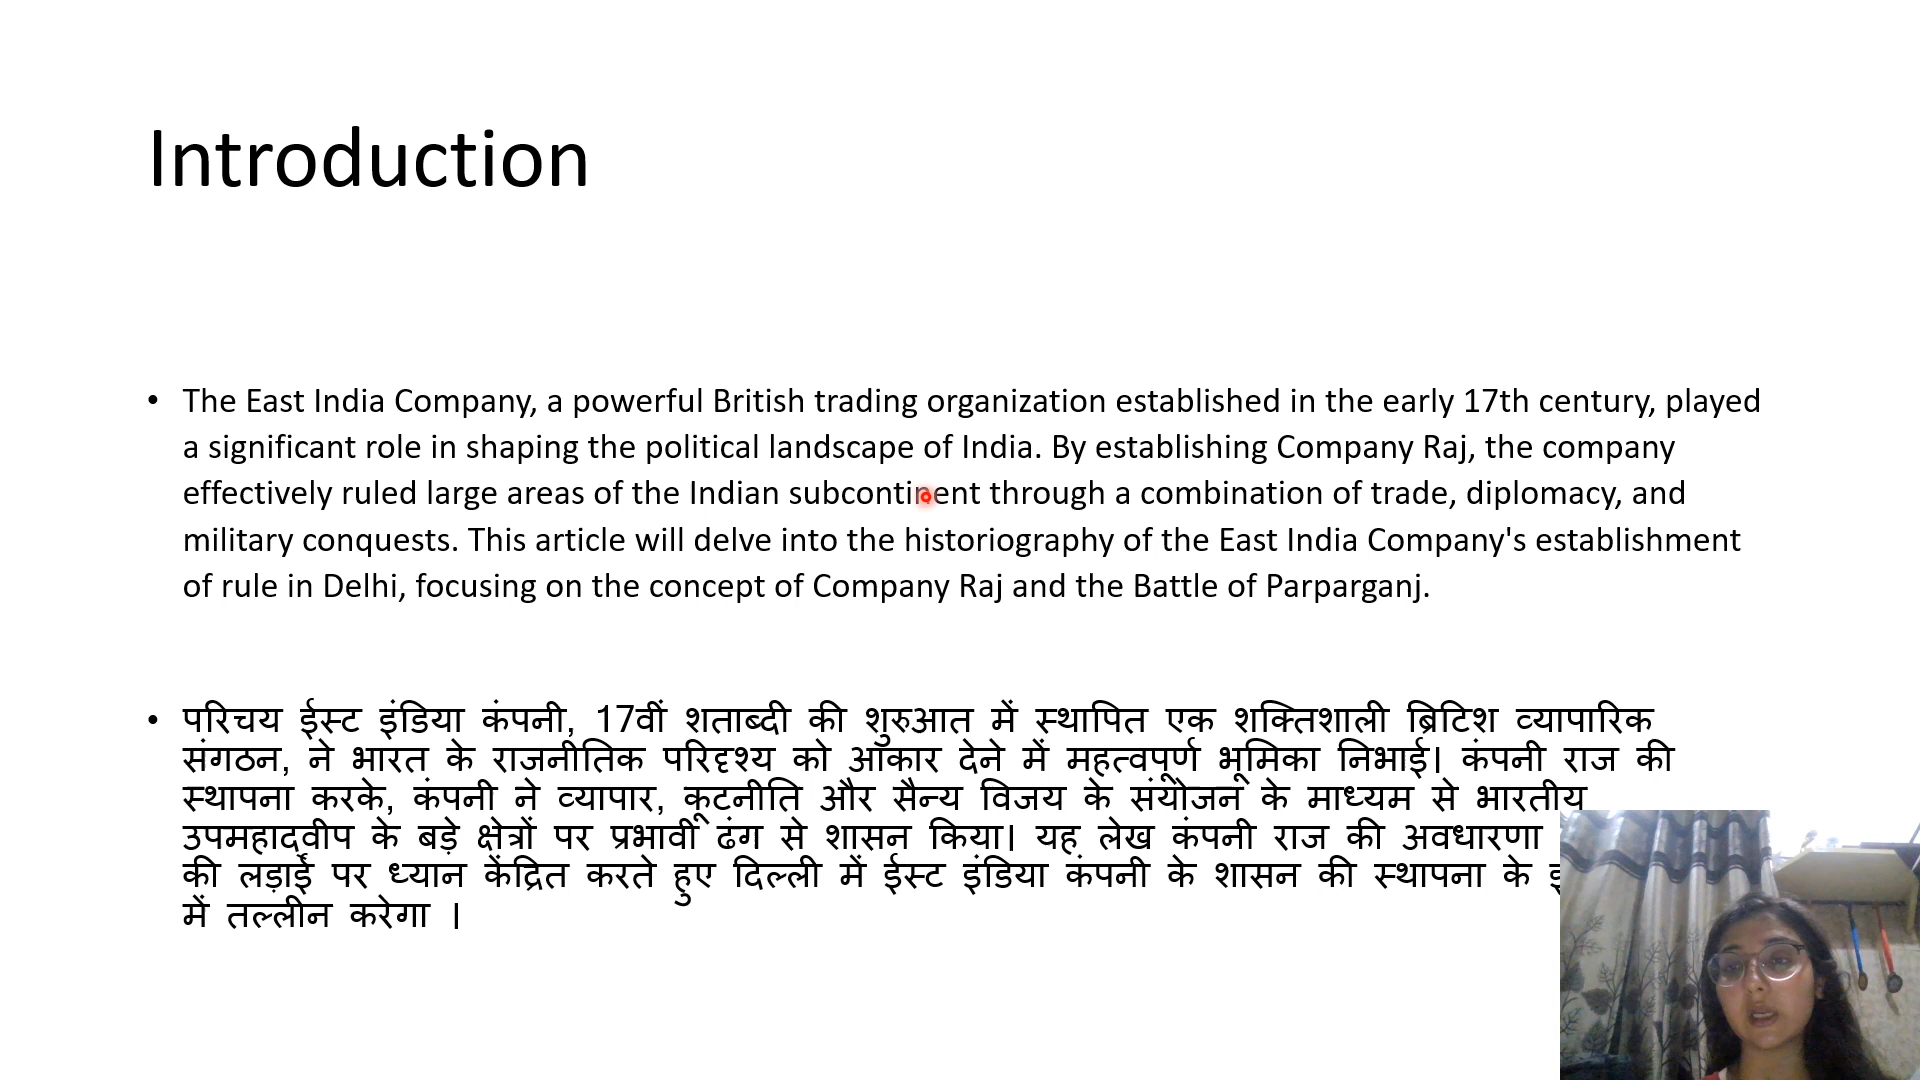 Introduction
• The East India Company, a powerful British trading organization established in the early 17th century, played
a significant role in shaping the political landscape of India. By establishing Company Raj, the company
effectively ruled large areas of the Indian subcontinent through a combination of trade, diplomacy, and
military conquests. This article will delve into the historiography of the East India Company's establishment
of rule in Delhi, focusing on the concept of Company Raj and the Battle of Parparganj.
• परिचय ईस्ट इंडिया कंपनी, 17वीं शताब्दी की शुरुआत में स्थापित एक शक्तिशाली ब्रिटिश व्यापारिक
संगठन, ने भारत के राजनीतिक परिदृश्य को आकार देने में महत्वपूर्ण भूमिका निभाई। कंपनी राज की
स्थापना करके, कंपनी ने व्यापार, कूटनीति और सैन्य विजय के संयोजन के माध्यम से भारतीय
उपमहाद्वीप के बड़े क्षेत्रों पर प्रभावी ढंग से शासन किया। यह लेख कंपनी राज की अवधारणा
की लड़ाई पर ध्यान केंद्रित करते हुए दिल्ली में ईस्ट इंडिया कंपनी के शासन की स्थापना के
में तल्लीन करेगा ।